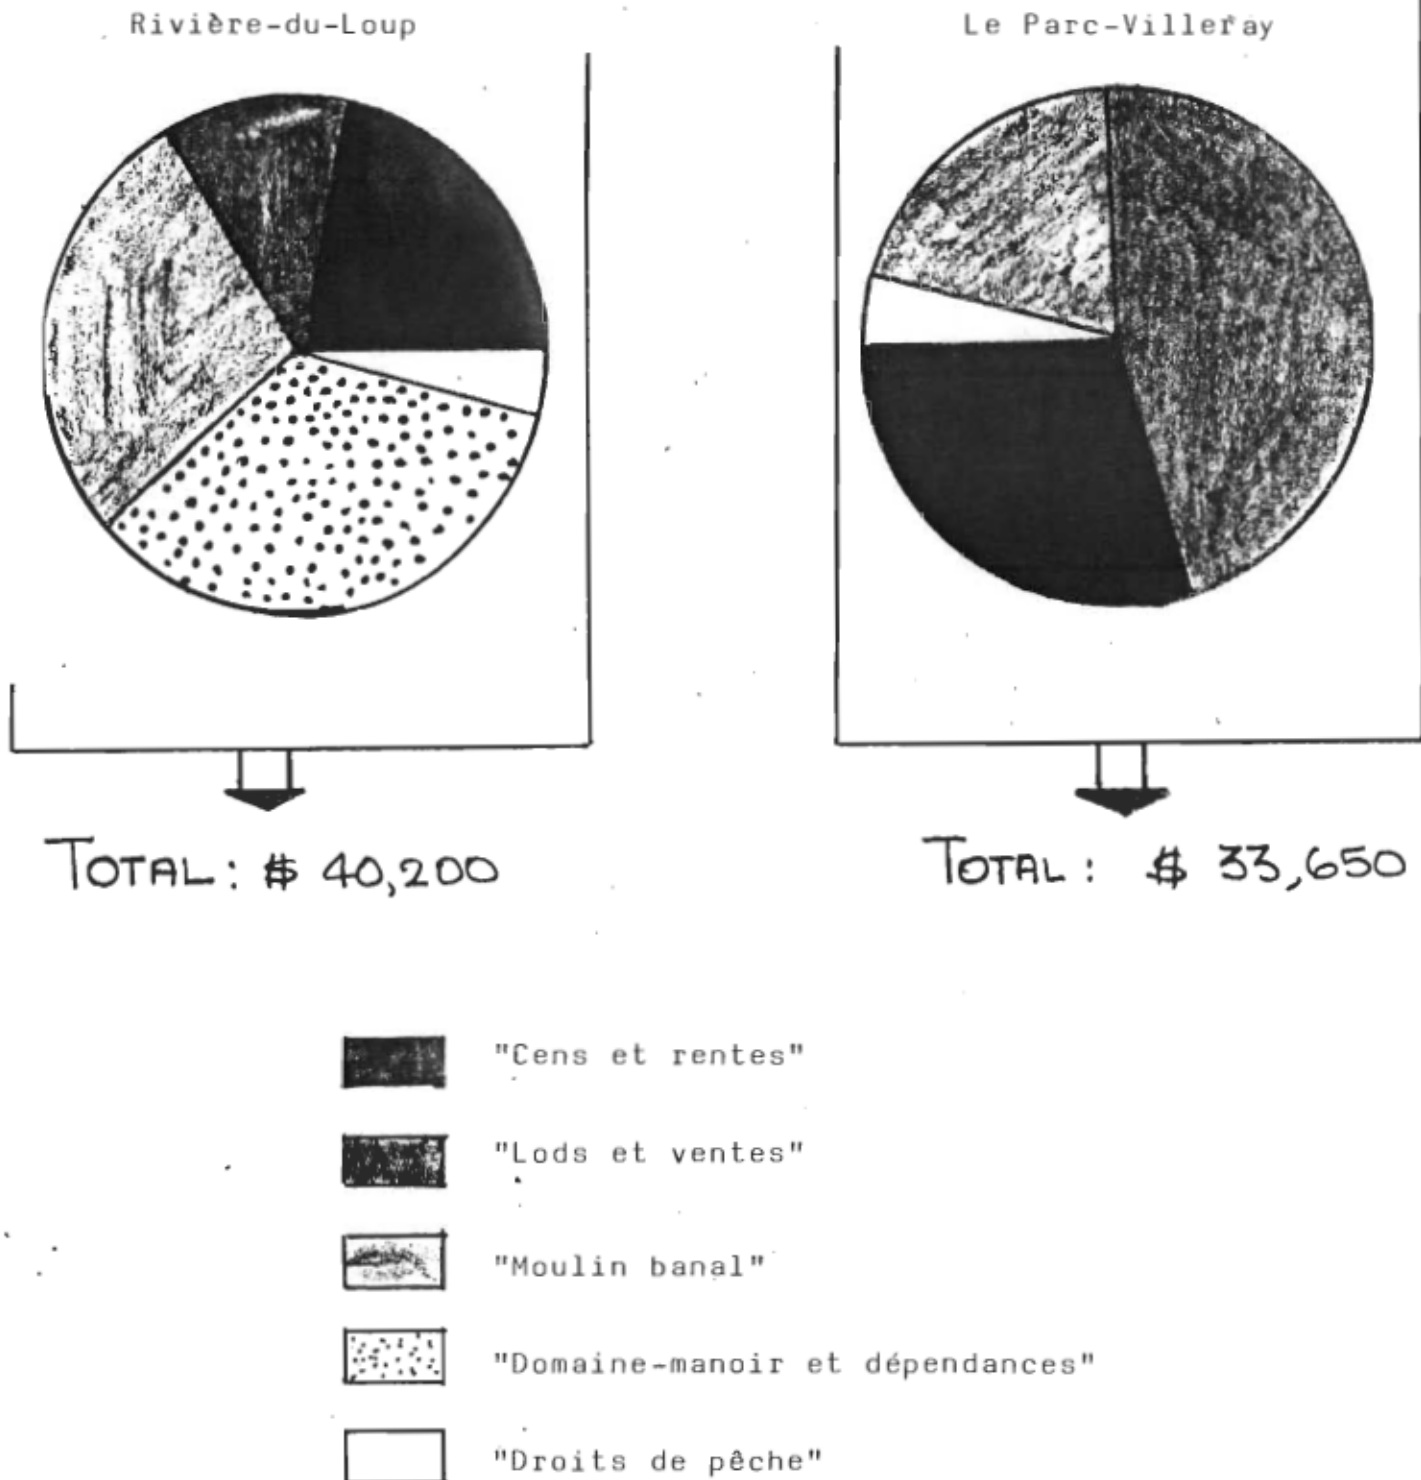 Rivière-du-Loup
Le Parc-Villeray
TOTAL: $ 40,200
TOTAL: $ 33,650
"Cens et rentes"
"Lods et ventes"
"Moulin banal"
"Domaine-manoir et dépendances"
"Droits de pêche"